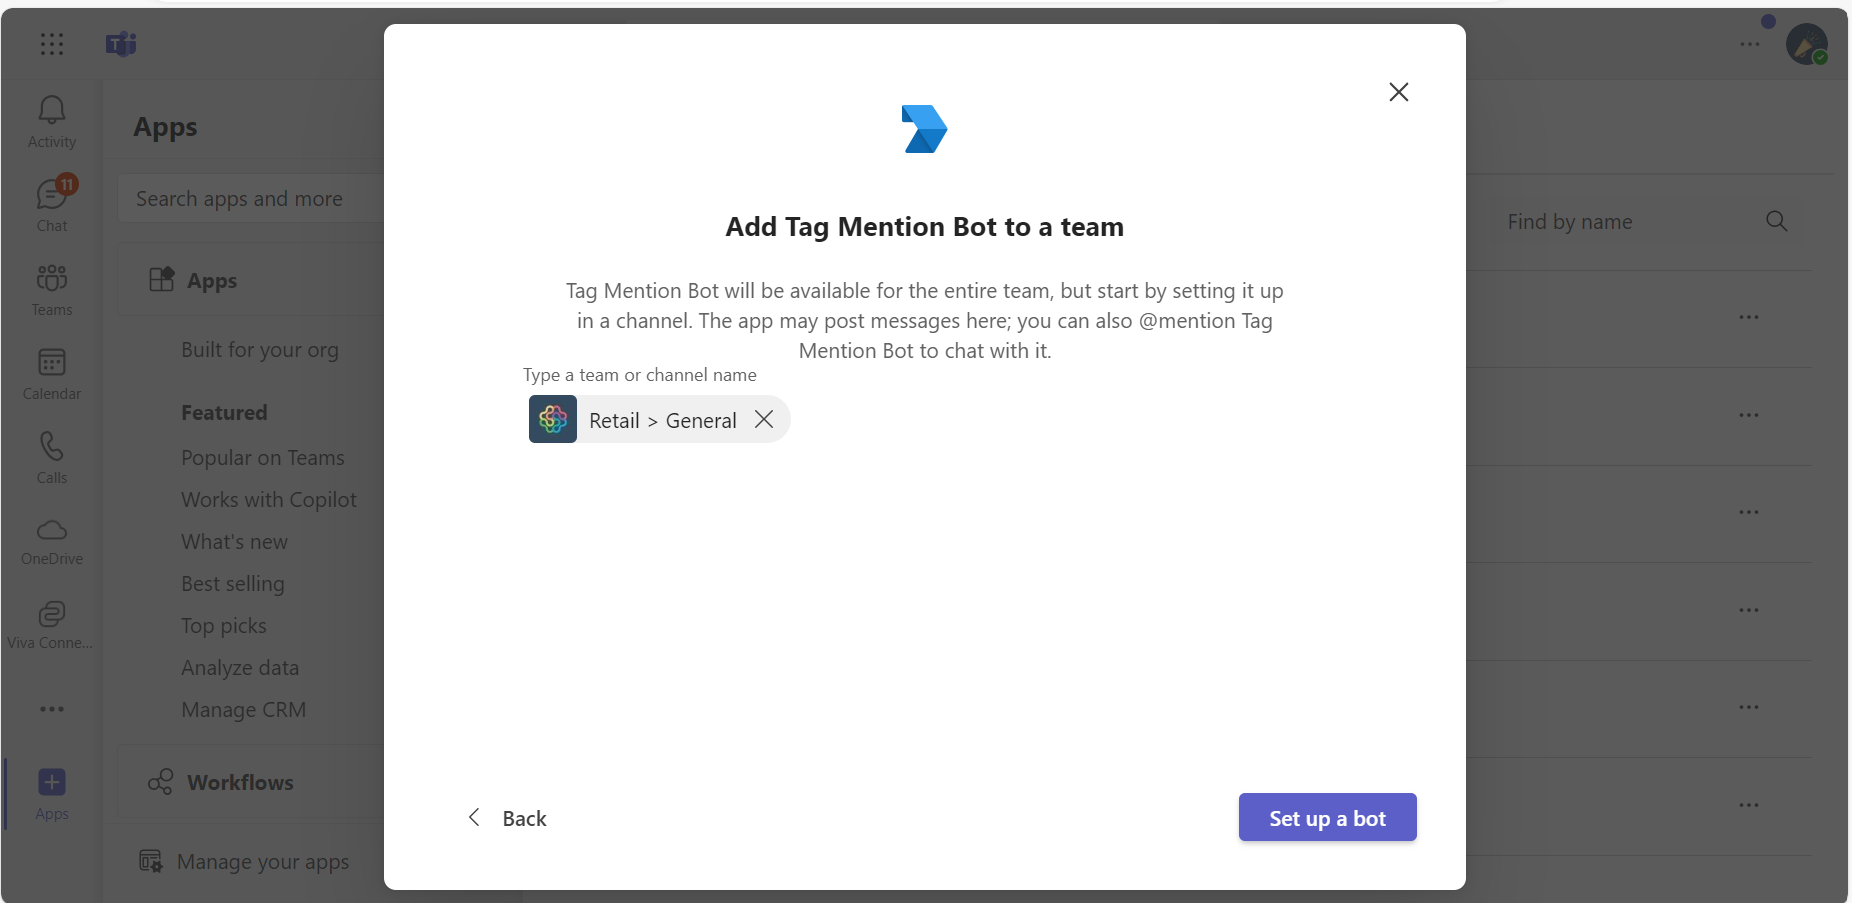 Activity
11
Chat
Teams
Calendar
Calls
OneDrive
Viva Conne...
Apps
Apps
Search apps and more
Apps
Built for your org
Featured
Popular on Teams
Works with Copilot
What's new
Best selling
Top picks
Analyze data
Manage CRM
Workflows
Manage your apps
Add Tag Mention Bot to a team
Tag Mention Bot will be available for the entire team, but start by setting it up
in a channel. The app may post messages here; you can also @mention Tag
Mention Bot to chat with it.
Type a team or channel name
Retail > General
Back
Set up a bot
Find by name